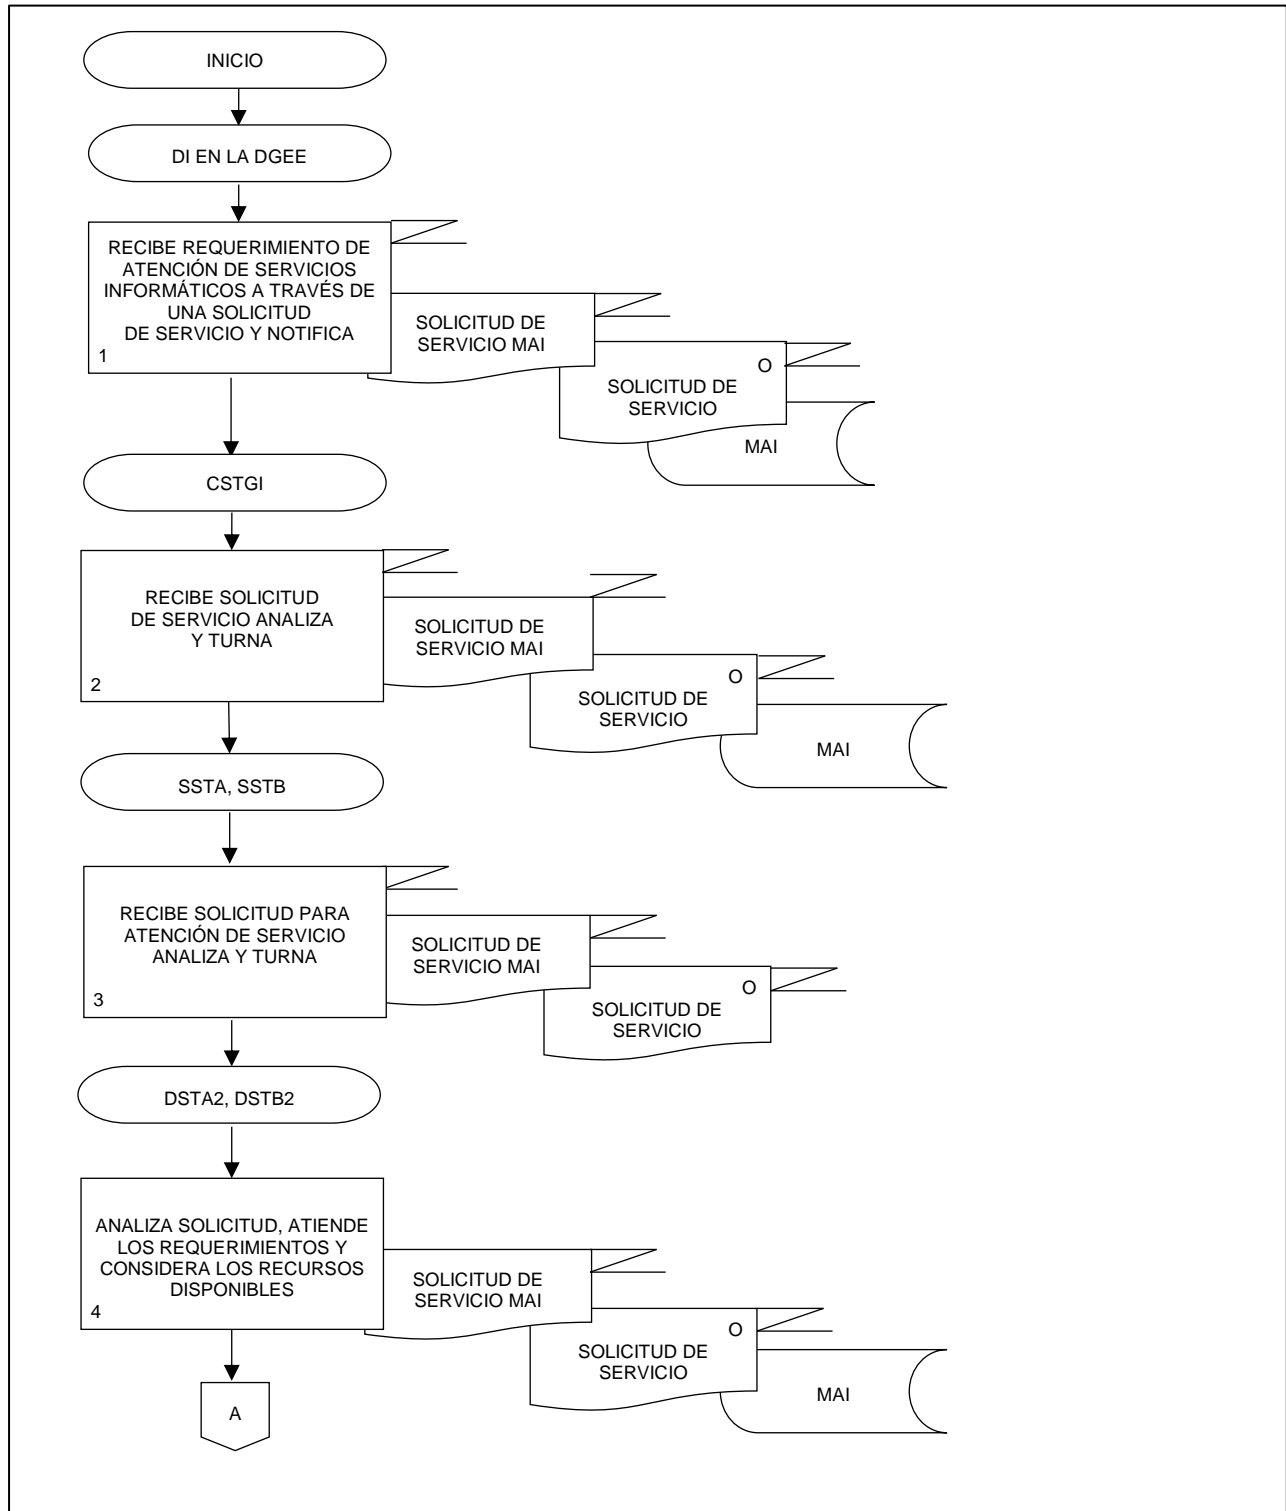 INICIO
DI EN LA DGEE
RECIBE REQUERIMIENTO DE
ATENCIÓN DE SERVICIOS
INFORMÁTICOS A TRAVÉS DE
UNA SOLICITUD
DE SERVICIO Y NOTIFICA
1
SOLICITUD DE
SERVICIO MAI
O
SOLICITUD DE
SERVICIO
MAI
CSTGI
RECIBE SOLICITUD
DE SERVICIO ANALIZA
Y TURNA
2
SOLICITUD DE
SERVICIO MAI
O
SOLICITUD DE
SERVICIO
MAI
SSTA, SSTB
RECIBE SOLICITUD PARA
ATENCIÓN DE SERVICIO
ANALIZA Y TURNA
3
SOLICITUD DE
SERVICIO MAI
O
SOLICITUD DE
SERVICIO
DSTA2, DSTB2
ANALIZA SOLICITUD, ATIENDE
LOS REQUERIMIENTOS Y
CONSIDERA LOS RECURSOS
DISPONIBLES
4
SOLICITUD DE
SERVICIO MAI
O
SOLICITUD DE
SERVICIO
MAI
A